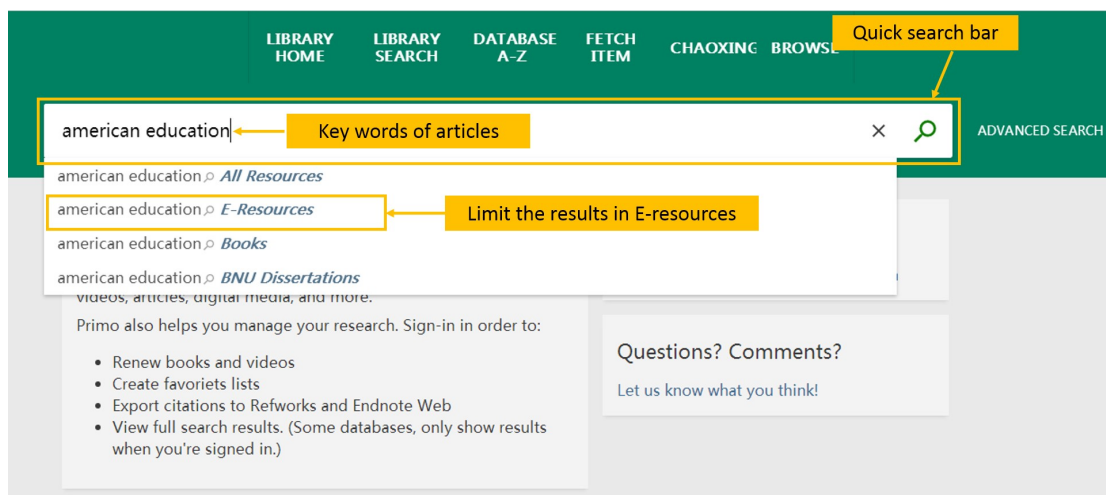 LIBRARY HOME
LIBRARY SEARCH
DATABASE A-Z
FETCH ITEM
CHAOXING
BROWSE
Quick search bar
american education
Key words of articles
ADVANCED SEARCH
american education All Resources
american education E-Resources
Limit the results in E-resources
american education Books
american education BNU Dissertations
videos, articles, digital media, and more.
Primo also helps you manage your research. Sign-in in order to:
• Renew books and videos
• Create favoriets lists
• Export citations to Refworks and Endnote Web
• View full search results. (Some databases, only show results
when you're signed in.)
Questions? Comments?
Let us know what you think!